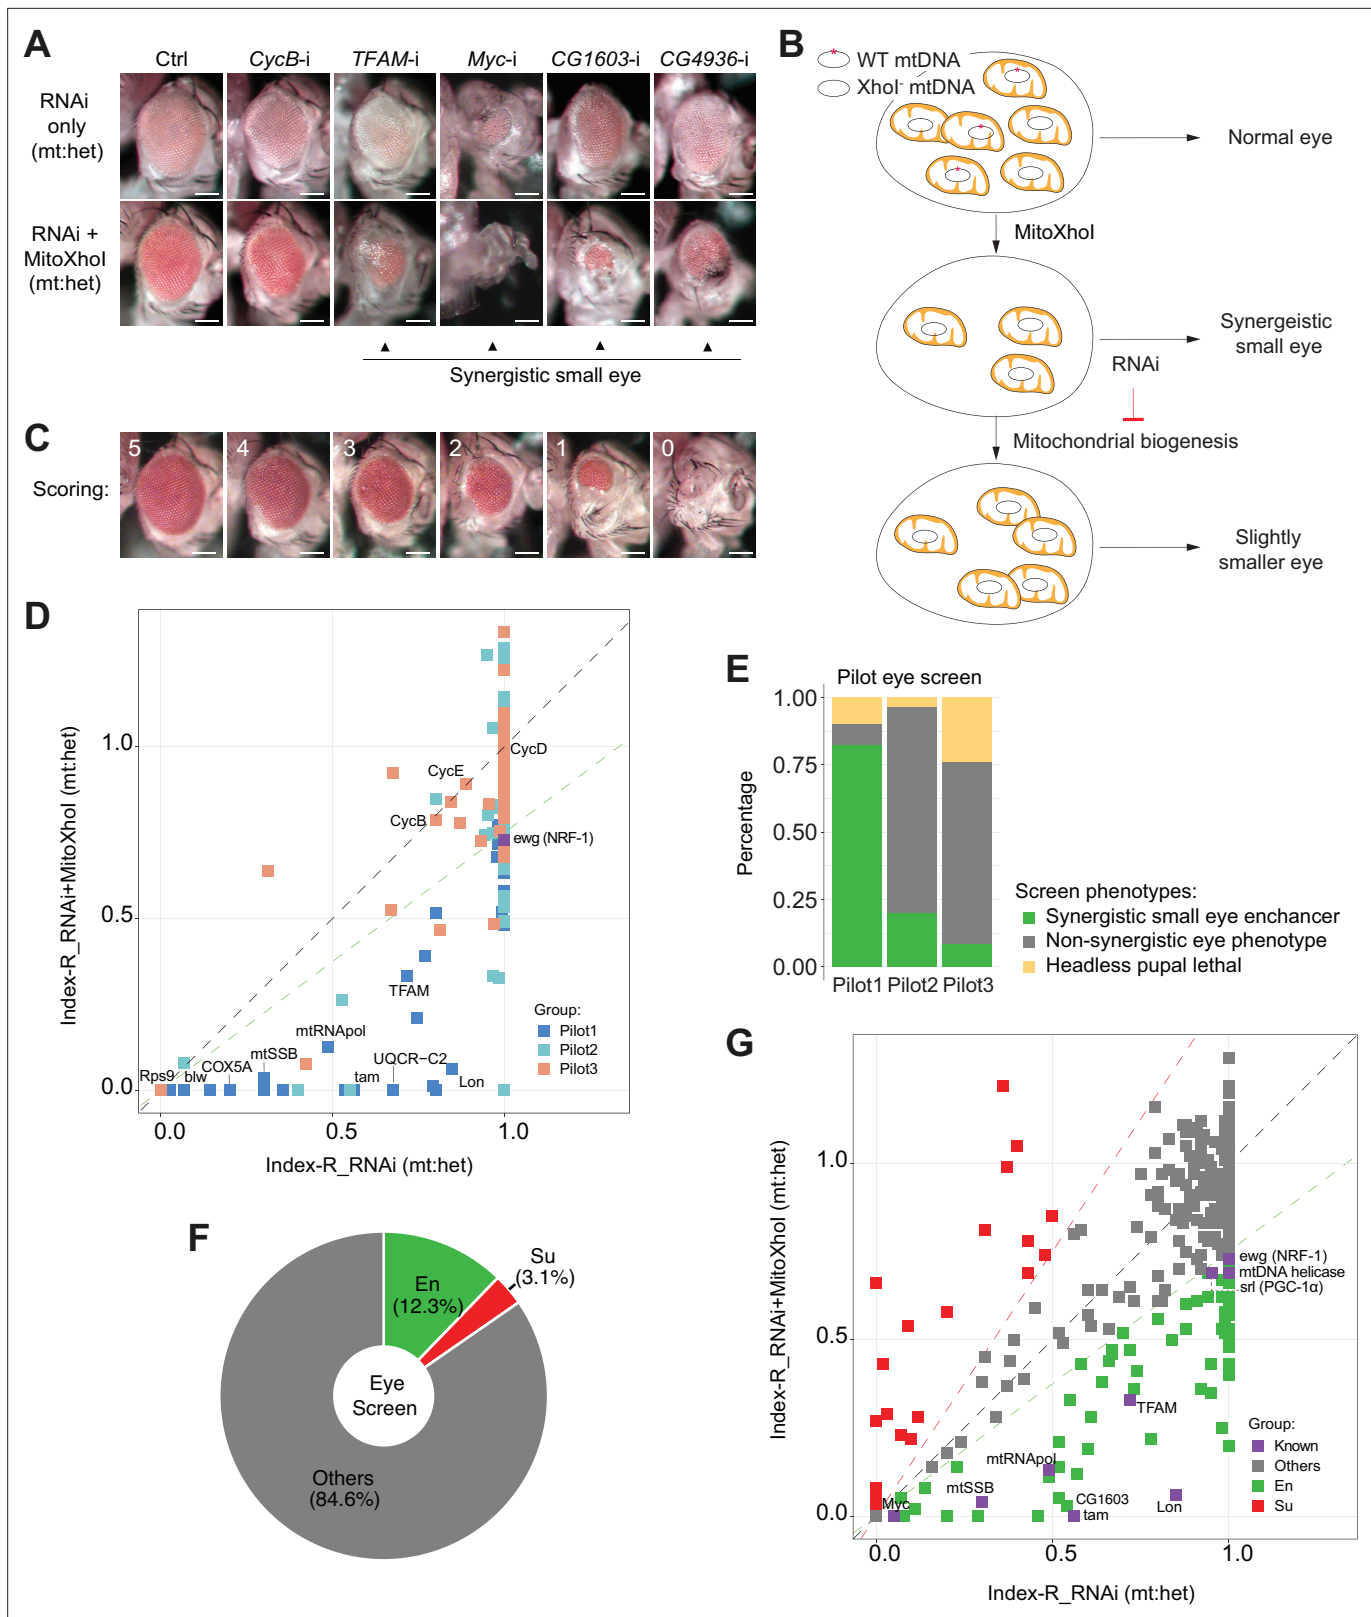 A
Ctrl
CycB-i
TFAM-i
Myc-i
CG1603-i
CG4936-i
RNAi
only
(mt:het)
RNAi +
MitoXhoI
(mt:het)
Synergistic small eye
B
WT mtDNA
XhoI⁻ mtDNA
Normal eye
MitoXhoI
Synergeistic
small eye
RNAi
Mitochondrial biogenesis
Slightly
smaller eye
C
Scoring:
5
4
3
2
1
0
D
Index-R_RNAi+MitoXhoI (mt:het)
1.0
0.5
0.0
CycD
CycE
CycB
ewg (NRF-1)
TFAM
mtRNApol
mtSSB
UQCR−C2
COX5A
Rps9
blw
tam
Lon
Group:
Pilot1
Pilot2
Pilot3
0.0
0.5
1.0
Index-R_RNAi (mt:het)
E
Pilot eye screen
Percentage
1.00
0.75
0.50
0.25
0.00
Pilot1
Pilot2
Pilot3
Screen phenotypes:
Synergistic small eye enchancer
Non-synergistic eye phenotype
Headless pupal lethal
F
En
(12.3%)
Su
(3.1%)
Eye
Screen
Others
(84.6%)
G
Index-R_RNAi+MitoXhoI (mt:het)
1.0
0.5
0.0
ewg (NRF-1)
mtDNA helicase
srl (PGC-1α)
TFAM
mtRNApol
mtSSB
CG1603
tam
Lon
Myc
Group:
Known
Others
En
Su
0.0
0.5
1.0
Index-R_RNAi (mt:het)